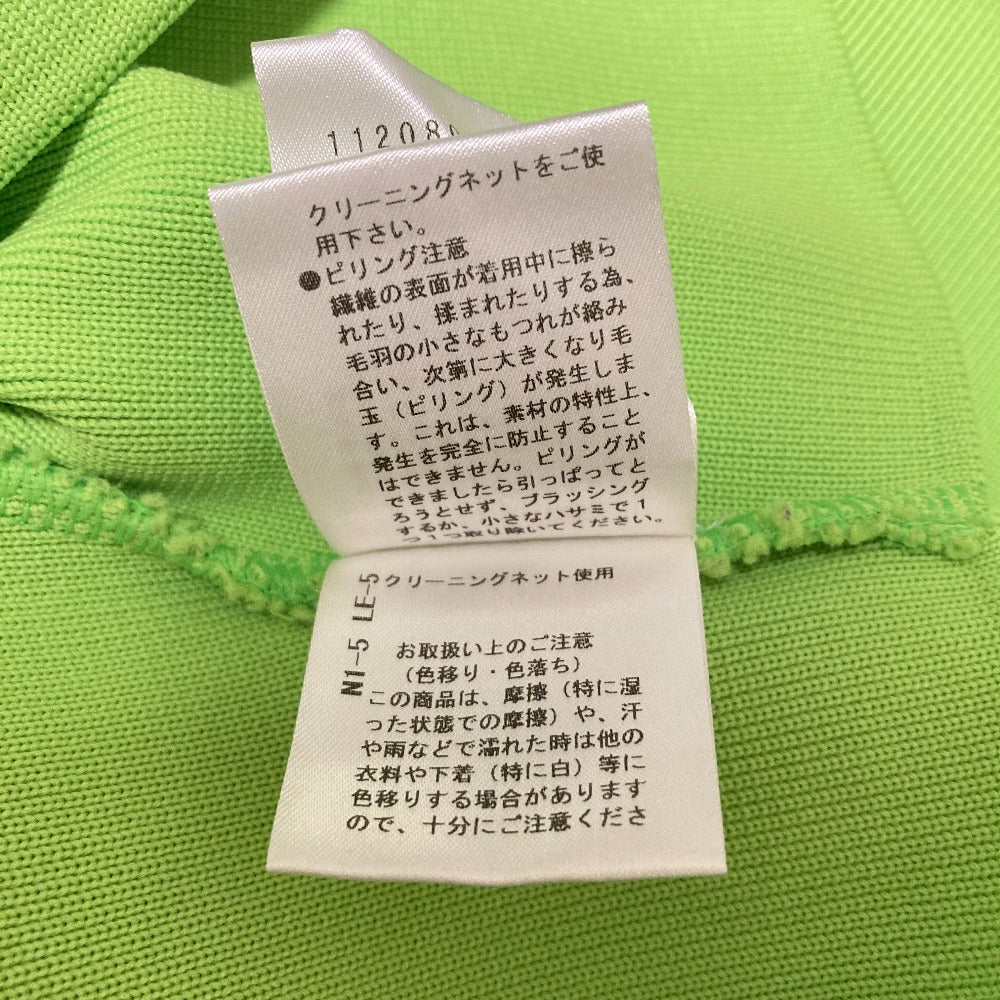 11208
クリーニングネットをご使
用下さい。
●ピリング注意
繊維の表面が着用中に擦ら
れたり、揉まれたりする為、
毛羽の小さなもつれが絡み
合い、次第に大きくなり毛
玉（ピリング）が発生しま
す。これは、素材の特性上、
発生を完全に防止すること
はできません。ピリングが
できましたら引っぱってと
ろうとせず、ブラッシング
するか、小さなハサミで1
つ1つ取り除いてください。
クリーニングネット使用
N1-5 LE-5
お取扱い上のご注意
（色移り・色落ち）
この商品は、摩擦（特に湿
った状態での摩擦）や、汗
や雨などで濡れた時は他の
衣料や下着（特に白）等に
色移りする場合があります
ので、十分にご注意くださ